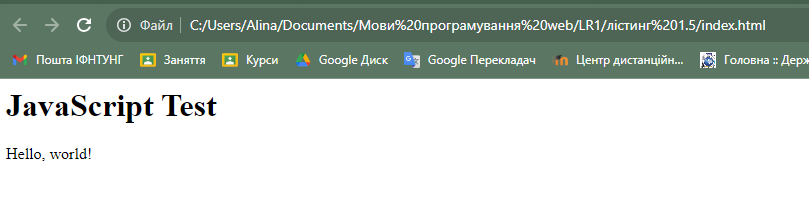 Файл C:/Users/Alina/Documents/Мови%20програмування%20web/LR1/лістинг%201.5/index.html
Пошта ІФНТУНГ Заняття Курси Google Диск Google Перекладач Центр дистанційн... Головна :: Держ
JavaScript Test
Hello, world!